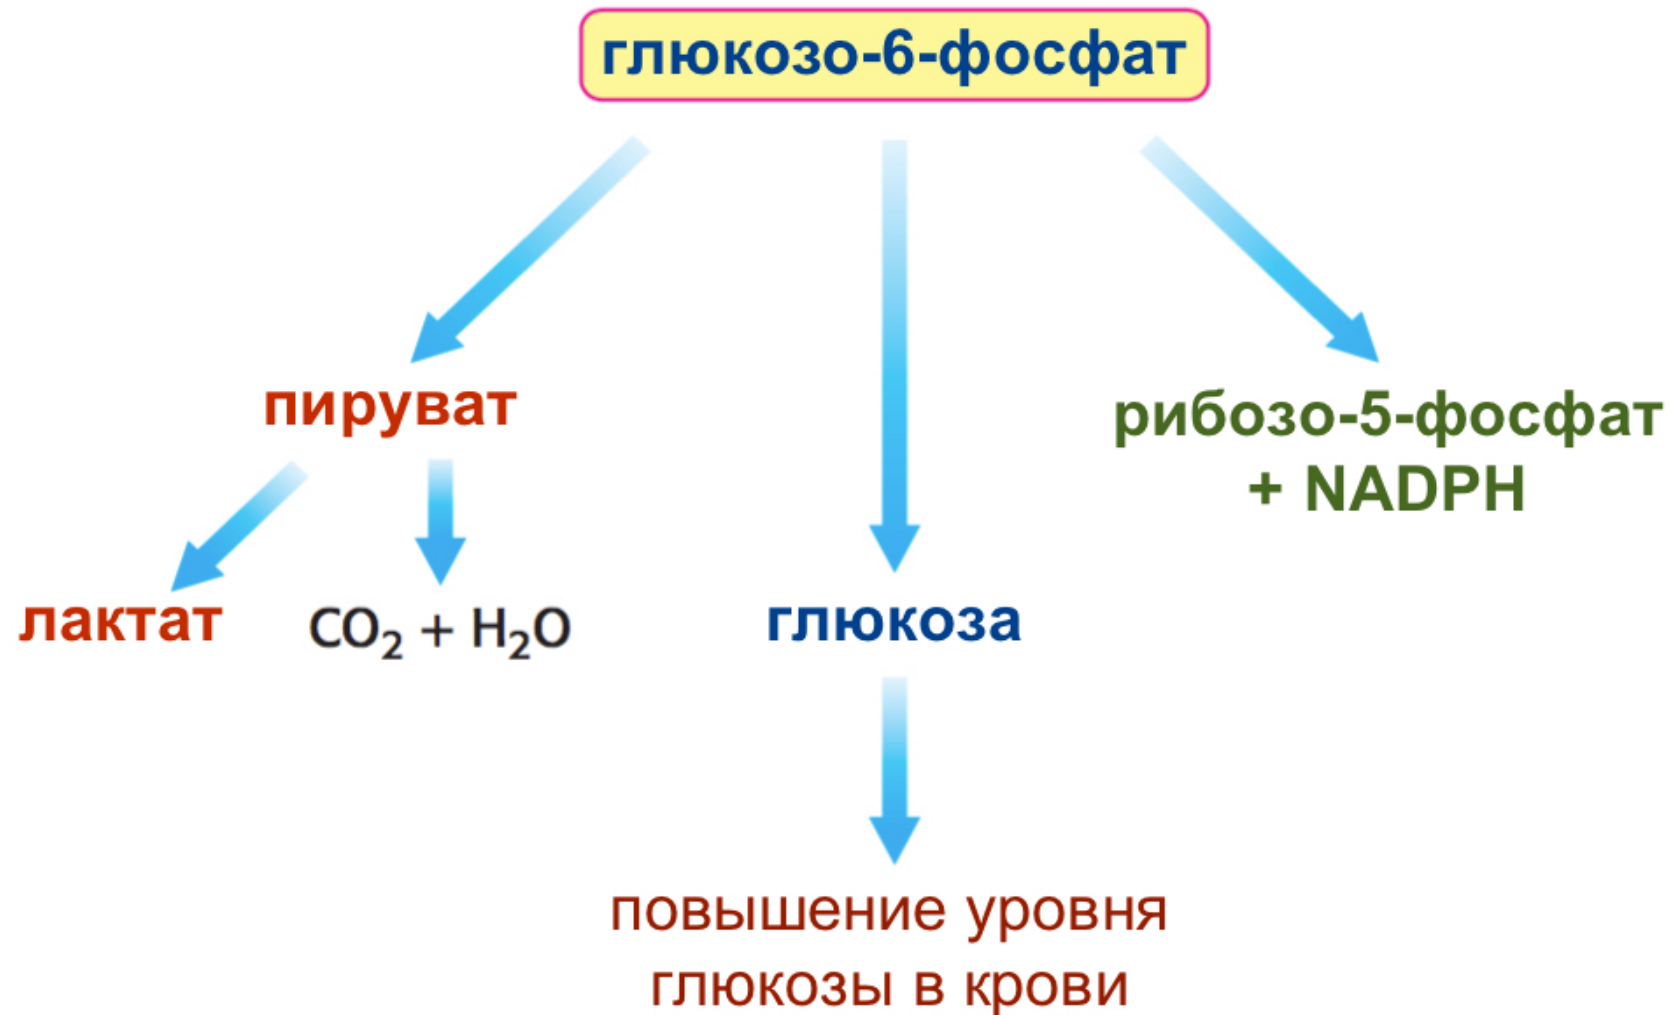 глюкозо-6-фосфат
пируват
рибозо-5-фосфат
+ NADPH
лактат
CO₂ + H₂O
глюкоза
повышение уровня
глюкозы в крови